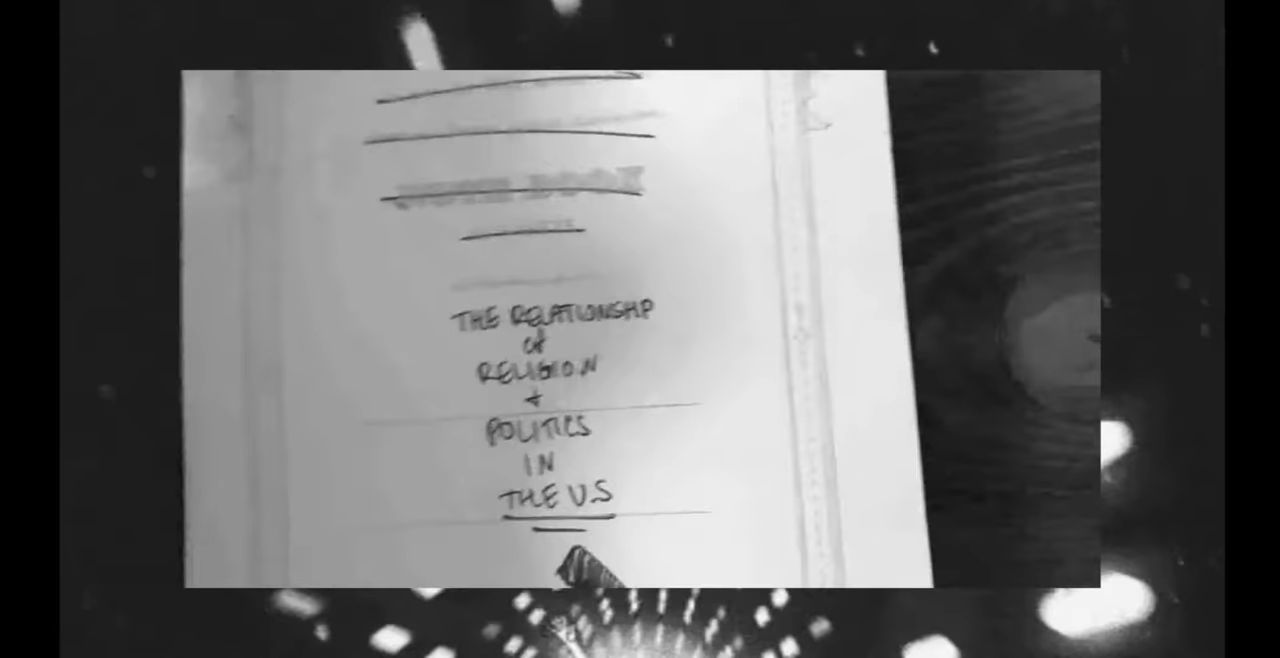 THE RELATIONSHIP
of
RELIGION
+
POLITICS
IN
THE U.S